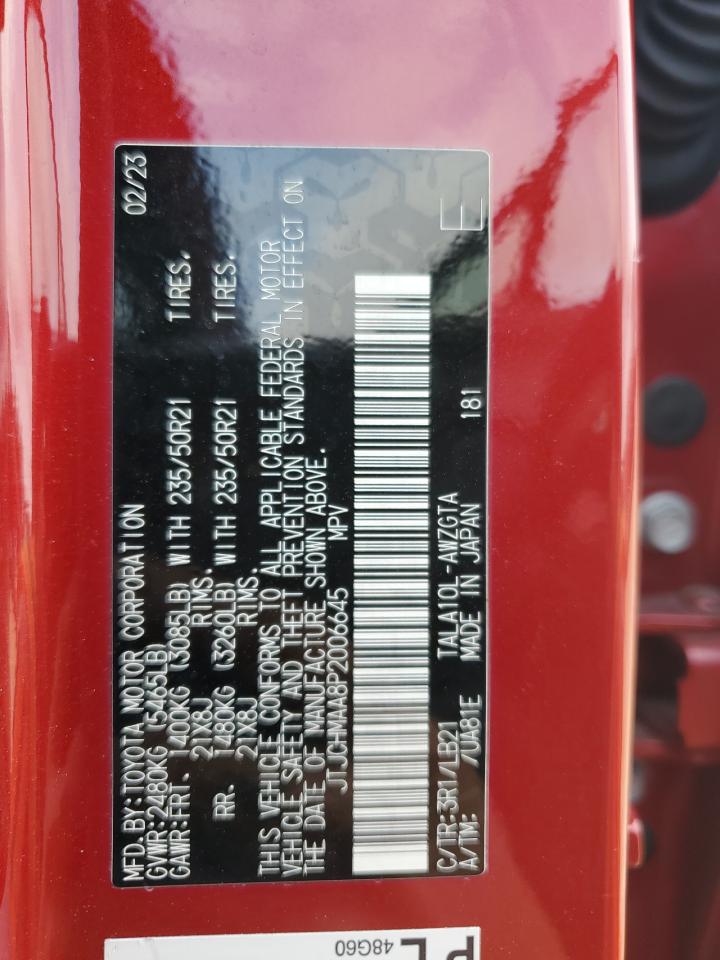 MFD.BY:TOYOTA MOTOR CORPORATION 02/23
GVWR:2480KG (5465LB)
GAWR:FRT. 1400KG (3085LB) WITH 235/50R21 TIRES.
21X8J RIMS.
RR. 1480KG (3260LB) WITH 235/50R21 TIRES.
21X8J RIMS.
THIS VEHICLE CONFORMS TO ALL APPLICABLE FEDERAL MOTOR
VEHICLE SAFETY AND THEFT PREVENTION STANDARDS IN EFFECT ON
THE DATE OF MANUFACTURE SHOWN ABOVE.
JTJCHMAA8P2006645 MPV
C/TR:3R1/LB21 TALA10L-AWZGTA 181
A/TM: /UA81E MADE IN JAPAN
48G60